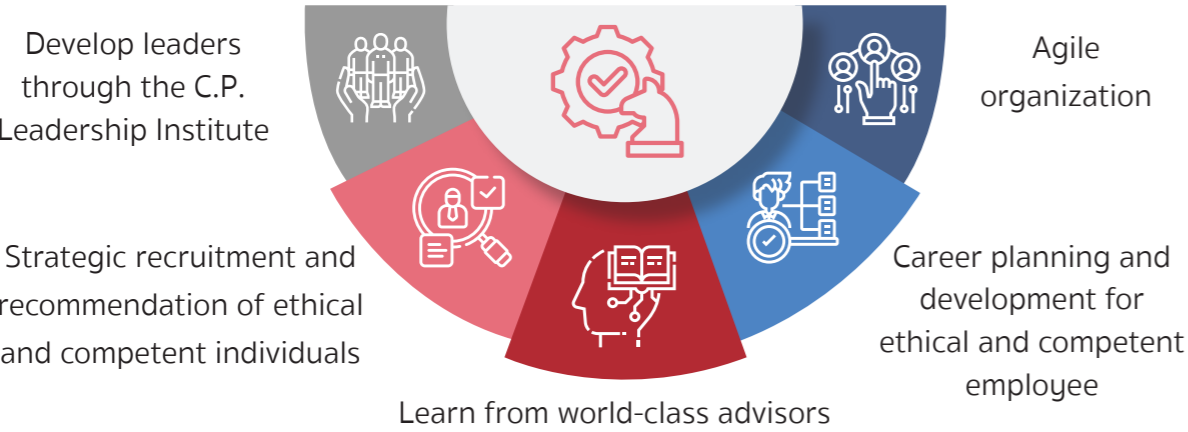 Develop leaders
through the C.P.
Leadership Institute
Agile
organization
Strategic recruitment and
recommendation of ethical
and competent individuals
Career planning and
development for
ethical and competent
employee
Learn from world-class advisors